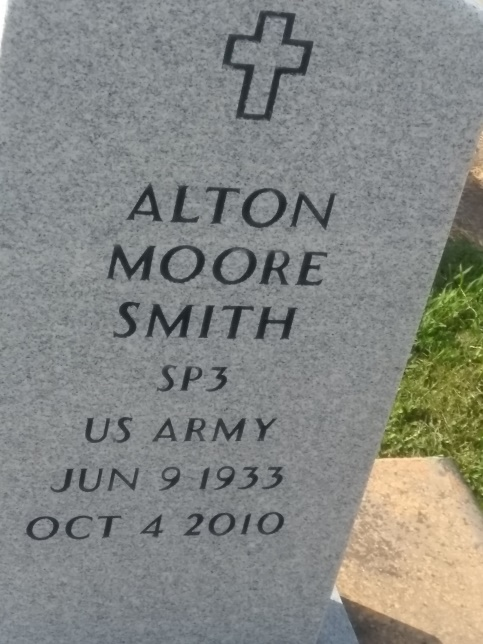 ALTON
MOORE
SMITH
SP3
US ARMY
JUN 9 1933
OCT 4 2010